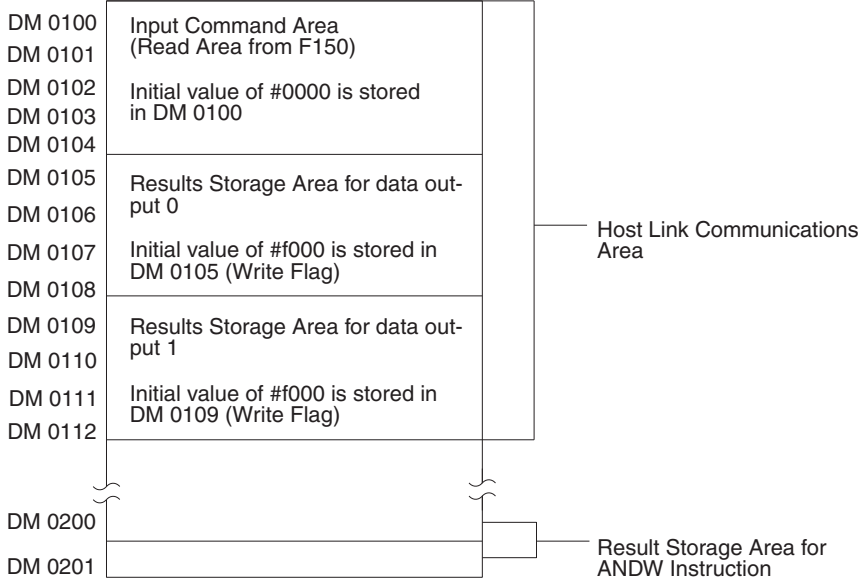 DM 0100
DM 0101
DM 0102
DM 0103
DM 0104
DM 0105
DM 0106
DM 0107
DM 0108
DM 0109
DM 0110
DM 0111
DM 0112
DM 0200
DM 0201
Input Command Area
(Read Area from F150)
Initial value of #0000 is stored
in DM 0100
Results Storage Area for data out-
put 0
Initial value of #f000 is stored in
DM 0105 (Write Flag)
Results Storage Area for data out-
put 1
Initial value of #f000 is stored in
DM 0109 (Write Flag)
Host Link Communications
Area
Result Storage Area for
ANDW Instruction